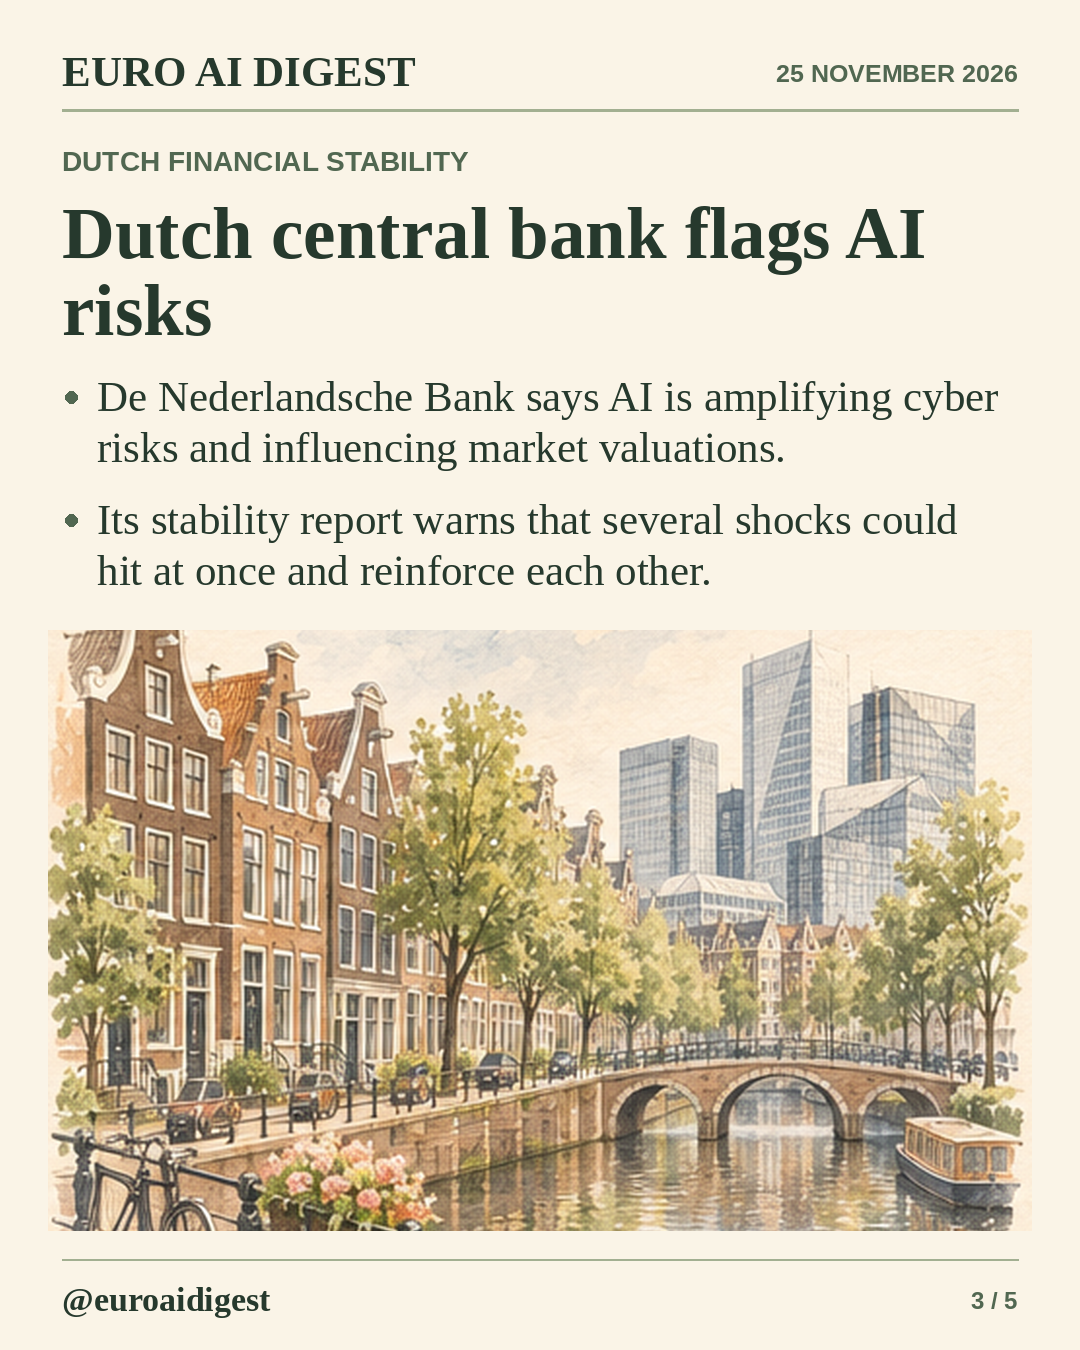 EURO AI DIGEST
25 NOVEMBER 2026
DUTCH FINANCIAL STABILITY
Dutch central bank flags AI
risks
• De Nederlandsche Bank says AI is amplifying cyber
risks and influencing market valuations.
• Its stability report warns that several shocks could
hit at once and reinforce each other.
@euroaidigest
3 / 5